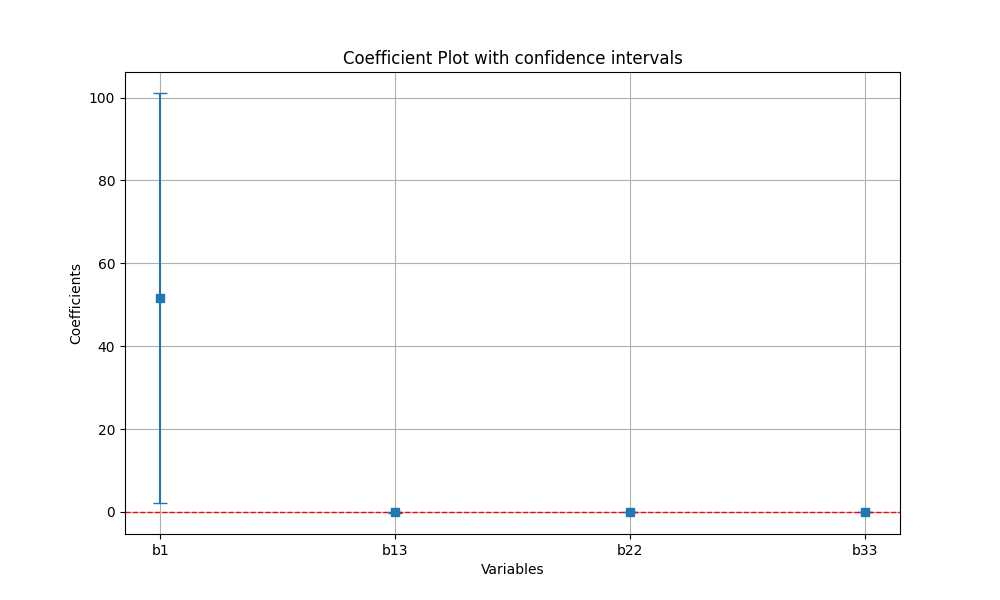 Coefficient Plot with confidence intervals
100
80
60
40
20
0
Coefficients
b1 b13 b22 b33
Variables